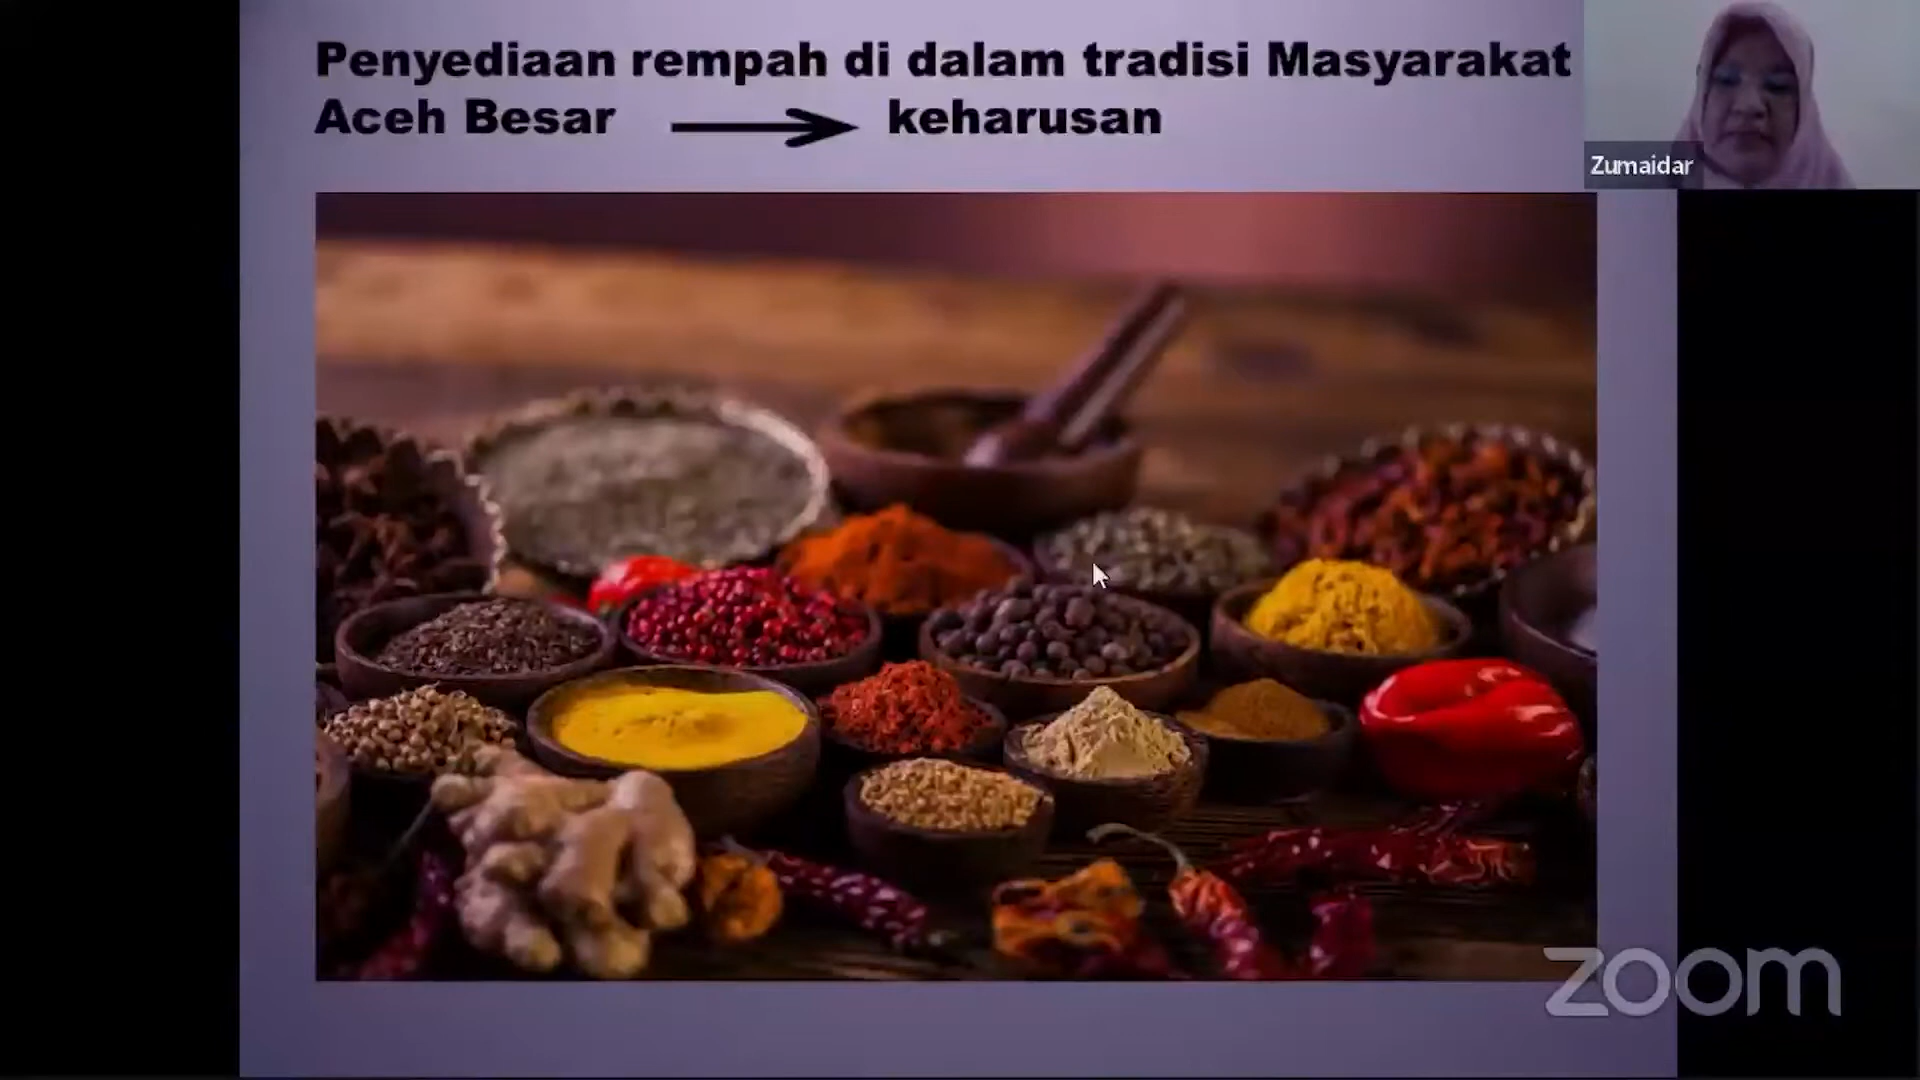 Penyediaan rempah di dalam tradisi Masyarakat
Aceh Besar keharusan
Zumaidar
zoom